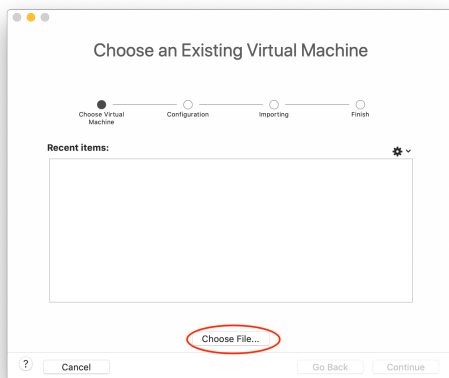 Choose an Existing Virtual Machine
Choose Virtual
Machine
Configuration
Importing
Finish
Recent items:
Choose File...
?
Cancel
Go Back
Continue